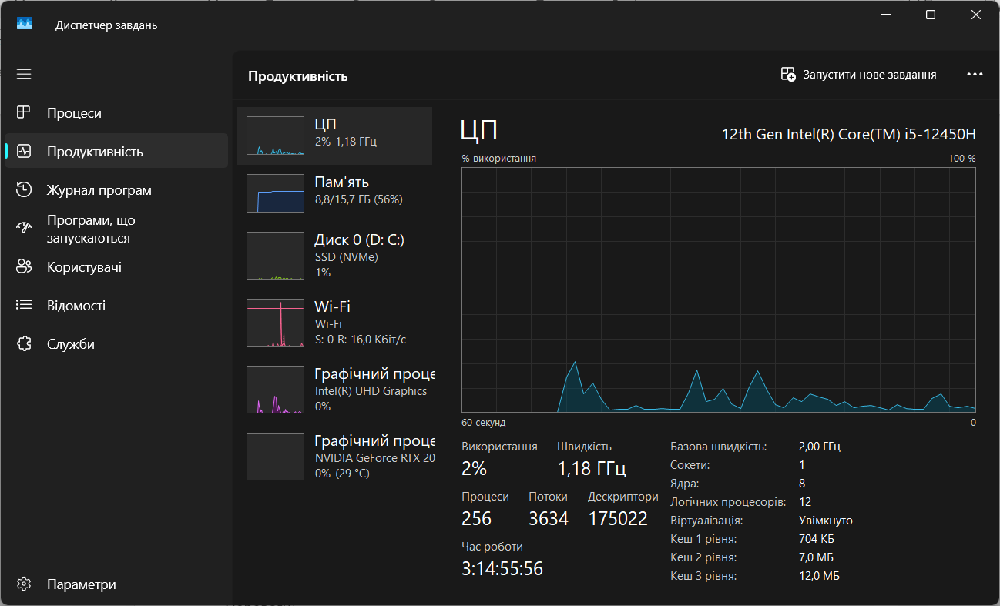 Диспетчер завдань
Процеси
Продуктивність
Журнал програм
Програми, що
запускаються
Користувачі
Відомості
Служби
Параметри
Продуктивність
Запустити нове завдання
ЦП
2% 1,18 ГГц
Пам'ять
8,8/15,7 ГБ (56%)
Диск 0 (D: C:)
SSD (NVMe)
1%
Wi-Fi
Wi-Fi
S: 0 R: 16,0 Кбіт/с
Графічний проце
Intel(R) UHD Graphics
0%
Графічний проце
NVIDIA GeForce RTX 20
0% (29 °C)
ЦП
12th Gen Intel(R) Core(TM) i5-12450H
% використання 100 %
60 секунд 0
Використання Швидкість
2% 1,18 ГГц
Процеси Потоки Дескриптори
256 3634 175022
Час роботи
3:14:55:56
Базова швидкість: 2,00 ГГц
Сокети: 1
Ядра: 8
Логічних процесорів: 12
Віртуалізація: Увімкнуто
Кеш 1 рівня: 704 КБ
Кеш 2 рівня: 7,0 МБ
Кеш 3 рівня: 12,0 МБ